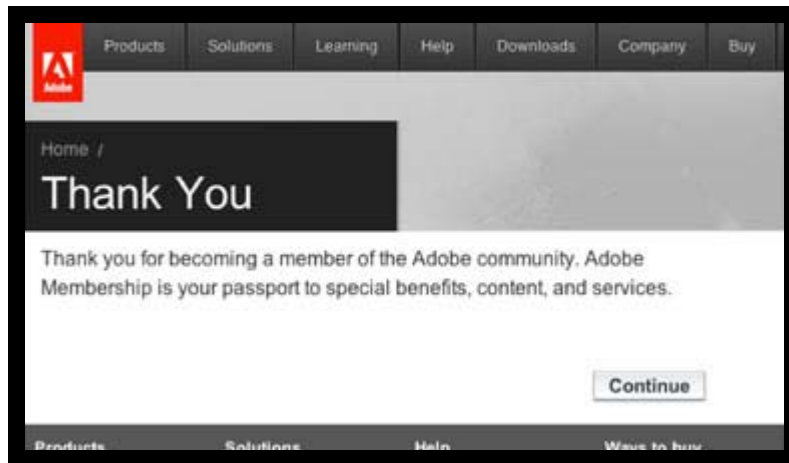 Products Solutions Learning Help Downloads Company Buy
Adobe
Home /
Thank You
Thank you for becoming a member of the Adobe community. Adobe
Membership is your passport to special benefits, content, and services.
Continue
Products Solutions Help Ways to buy